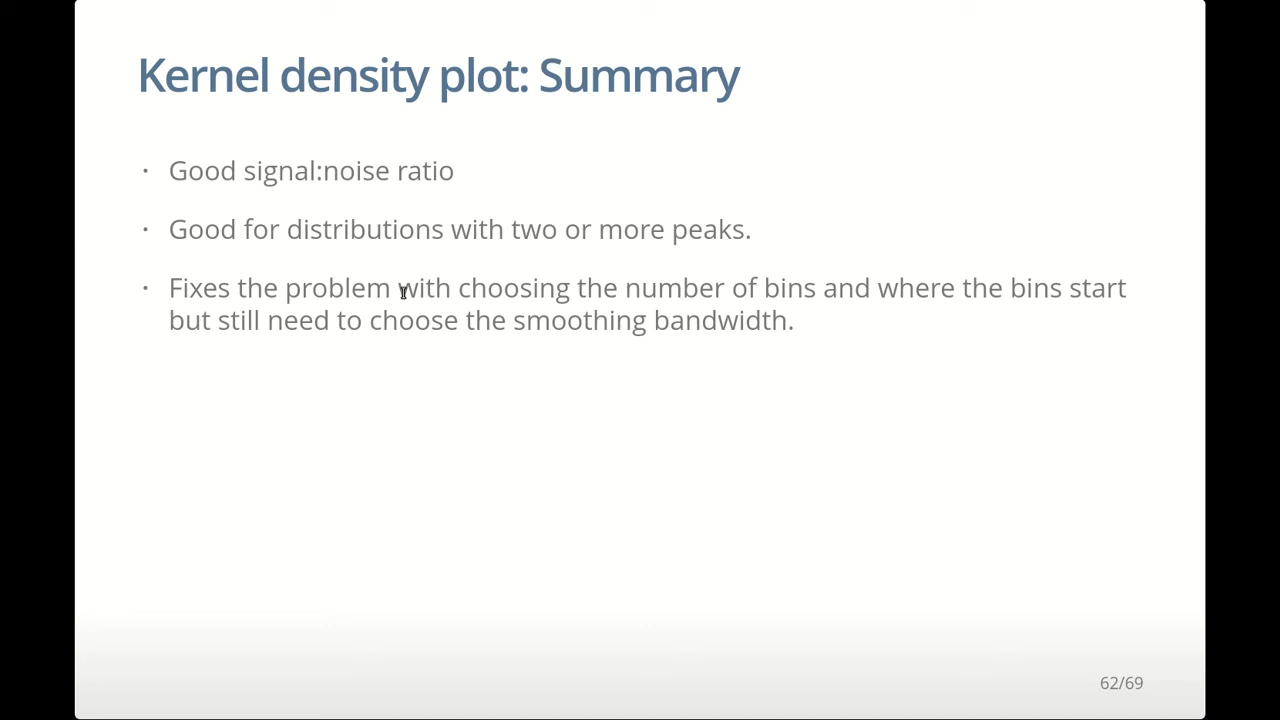 Kernel density plot: Summary
· Good signal:noise ratio
· Good for distributions with two or more peaks.
· Fixes the problem with choosing the number of bins and where the bins start
but still need to choose the smoothing bandwidth.
62/69